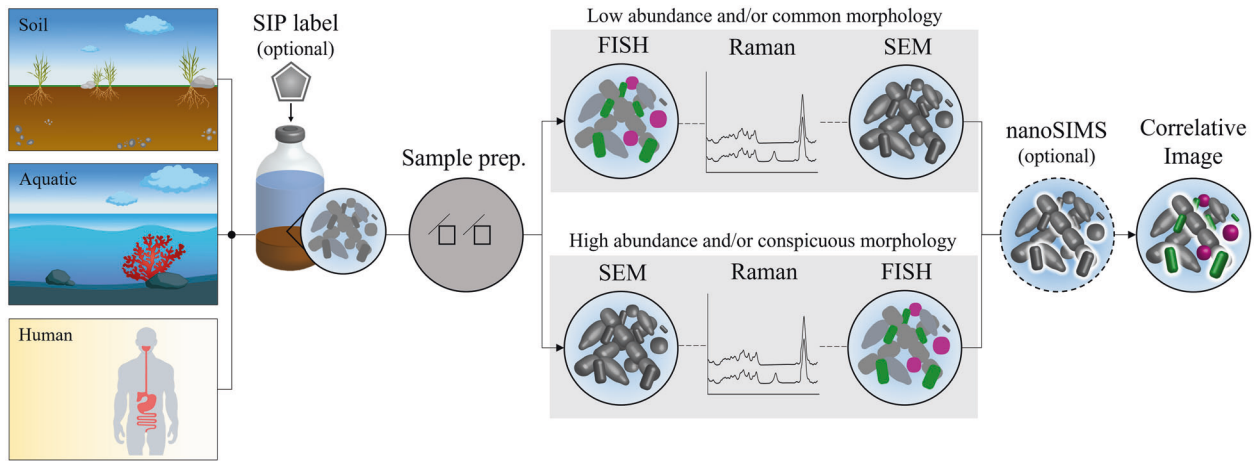 Soil
Aquatic
Human
SIP label
(optional)
Sample prep.
Low abundance and/or common morphology
FISH
Raman
SEM
High abundance and/or conspicuous morphology
SEM
Raman
FISH
nanoSIMS
(optional)
Correlative
Image